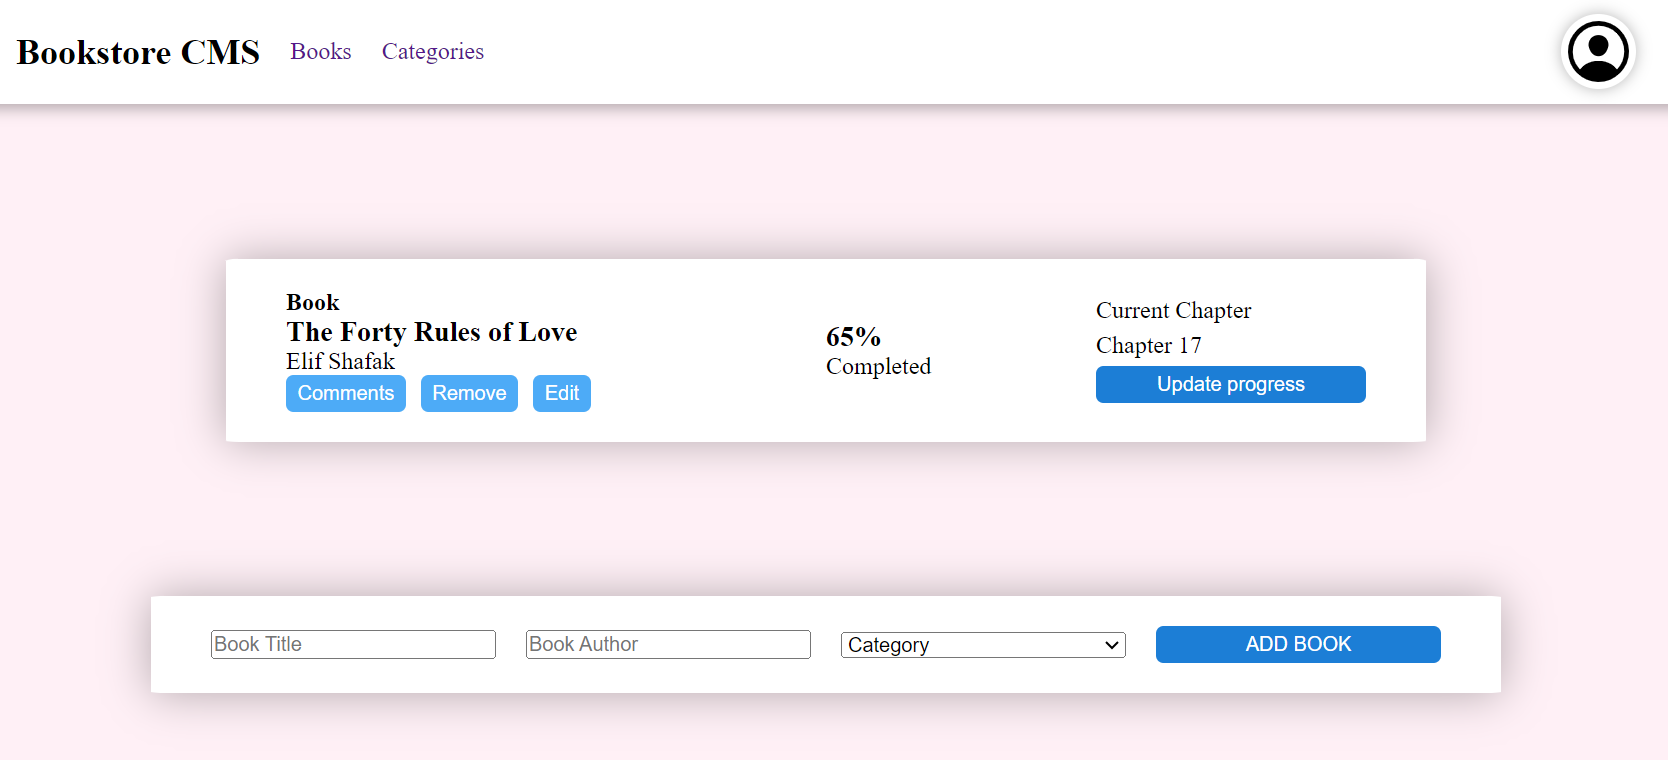 Bookstore CMS Books Categories
Book
The Forty Rules of Love
Elif Shafak
Comments Remove Edit
65%
Completed
Current Chapter
Chapter 17
Update progress
Book Title Book Author Category ADD BOOK